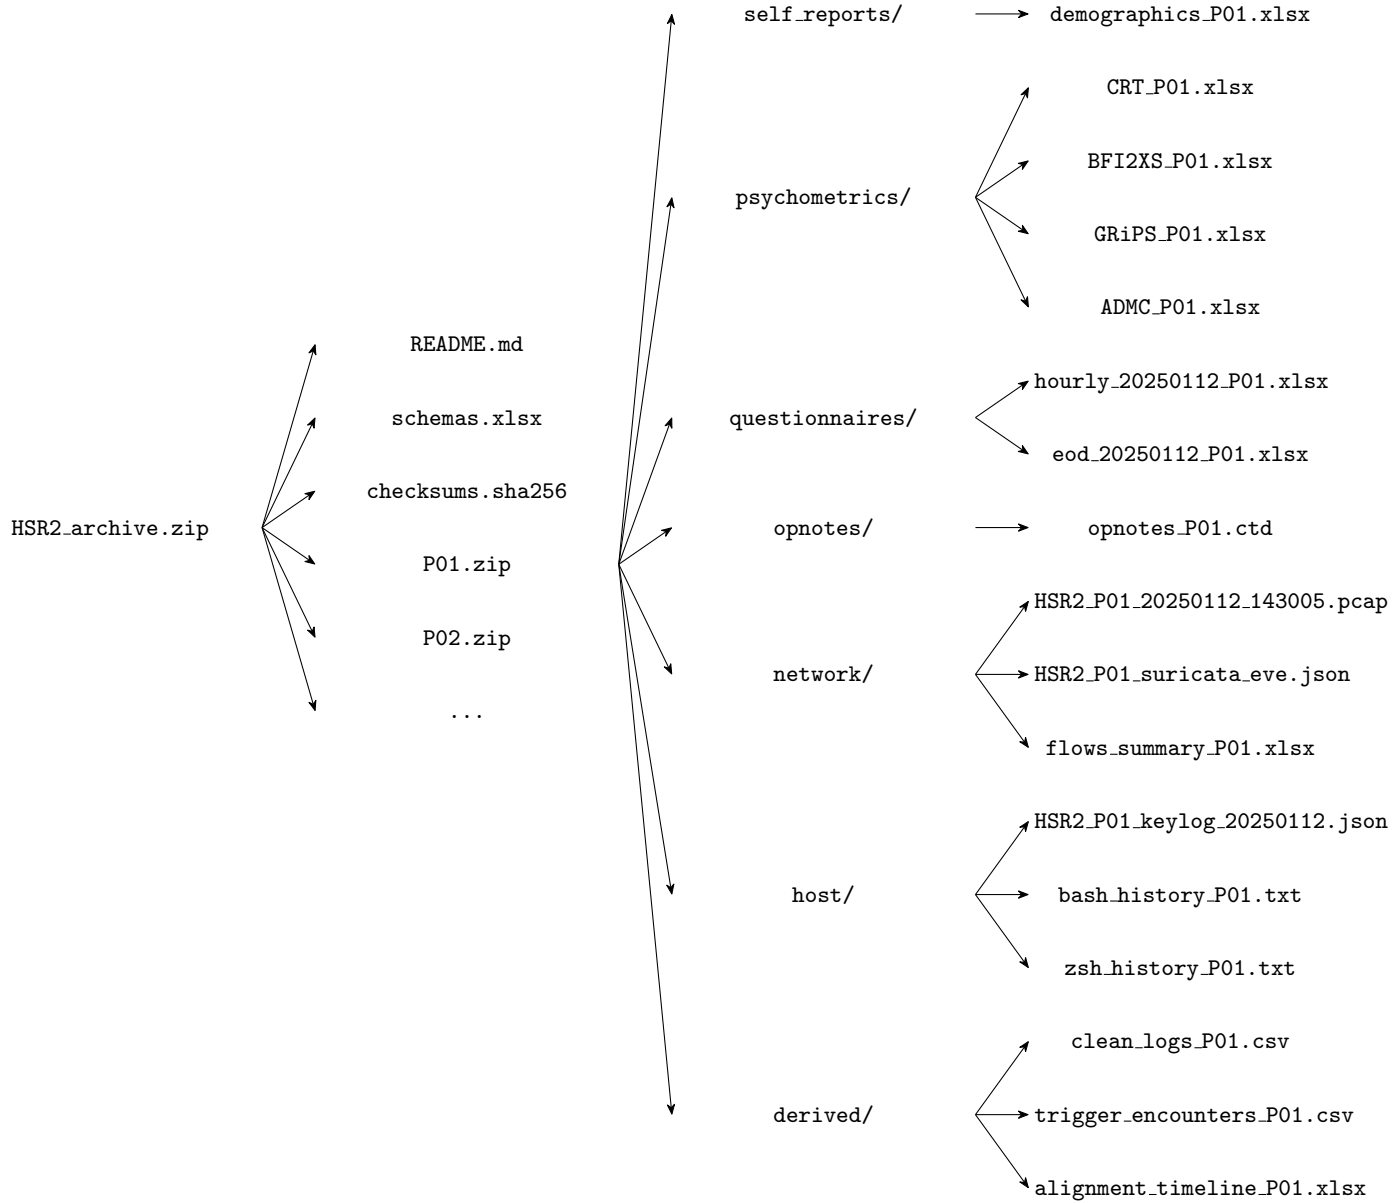 HSR2_archive.zip
README.md
schemas.xlsx
checksums.sha256
P01.zip
P02.zip
...
self_reports/
psychometrics/
questionnaires/
opnotes/
network/
host/
derived/
demographics_P01.xlsx
CRT_P01.xlsx
BFI2XS_P01.xlsx
GRiPS_P01.xlsx
ADMC_P01.xlsx
hourly_20250112_P01.xlsx
eod_20250112_P01.xlsx
opnotes_P01.ctd
HSR2_P01_20250112_143005.pcap
HSR2_P01_suricata_eve.json
flows_summary_P01.xlsx
HSR2_P01_keylog_20250112.json
bash_history_P01.txt
zsh_history_P01.txt
clean_logs_P01.csv
trigger_encounters_P01.csv
alignment_timeline_P01.xlsx